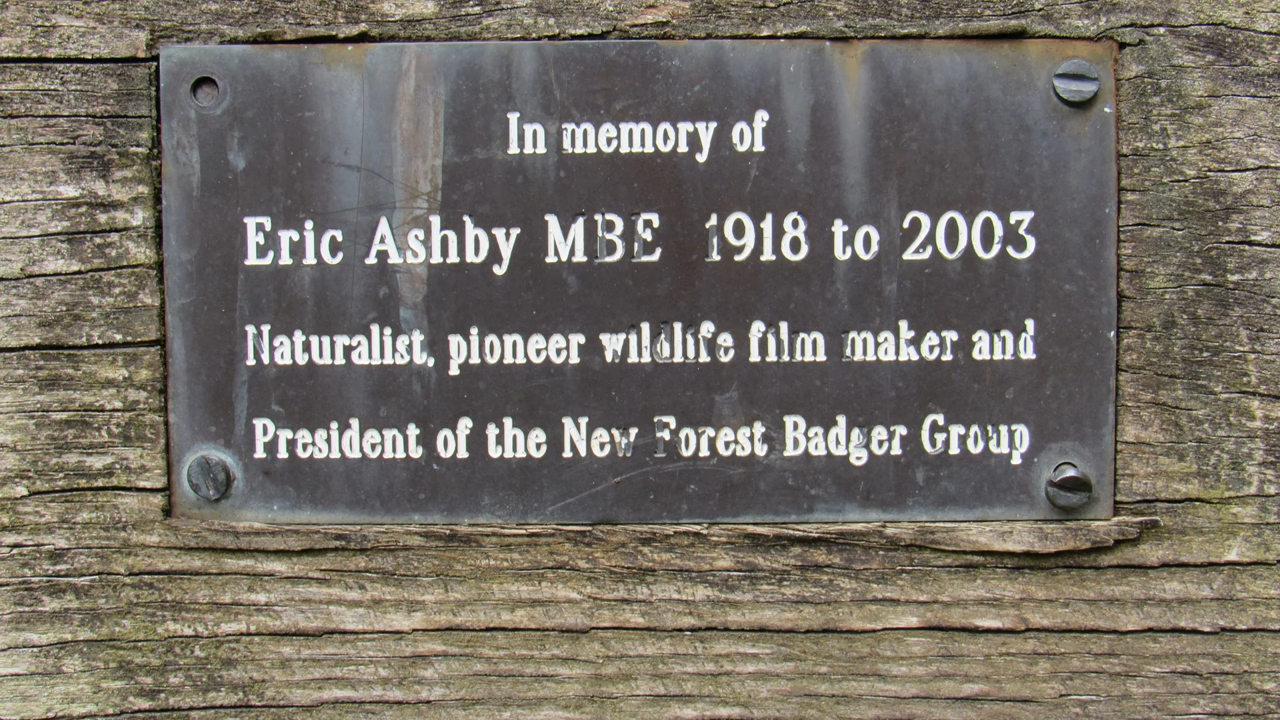 In memory of
Eric Ashby MBE 1918 to 2003
Naturalist, pioneer wildlife film maker and
President of the New Forest Badger Group